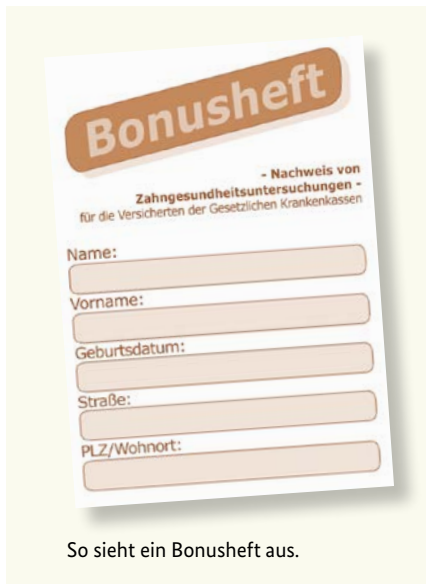 Bonusheft
- Nachweis von
Zahngesundheitsuntersuchungen -
für die Versicherten der Gesetzlichen Krankenkassen
Name:
Vorname:
Geburtsdatum:
Straße:
PLZ/Wohnort:
So sieht ein Bonusheft aus.